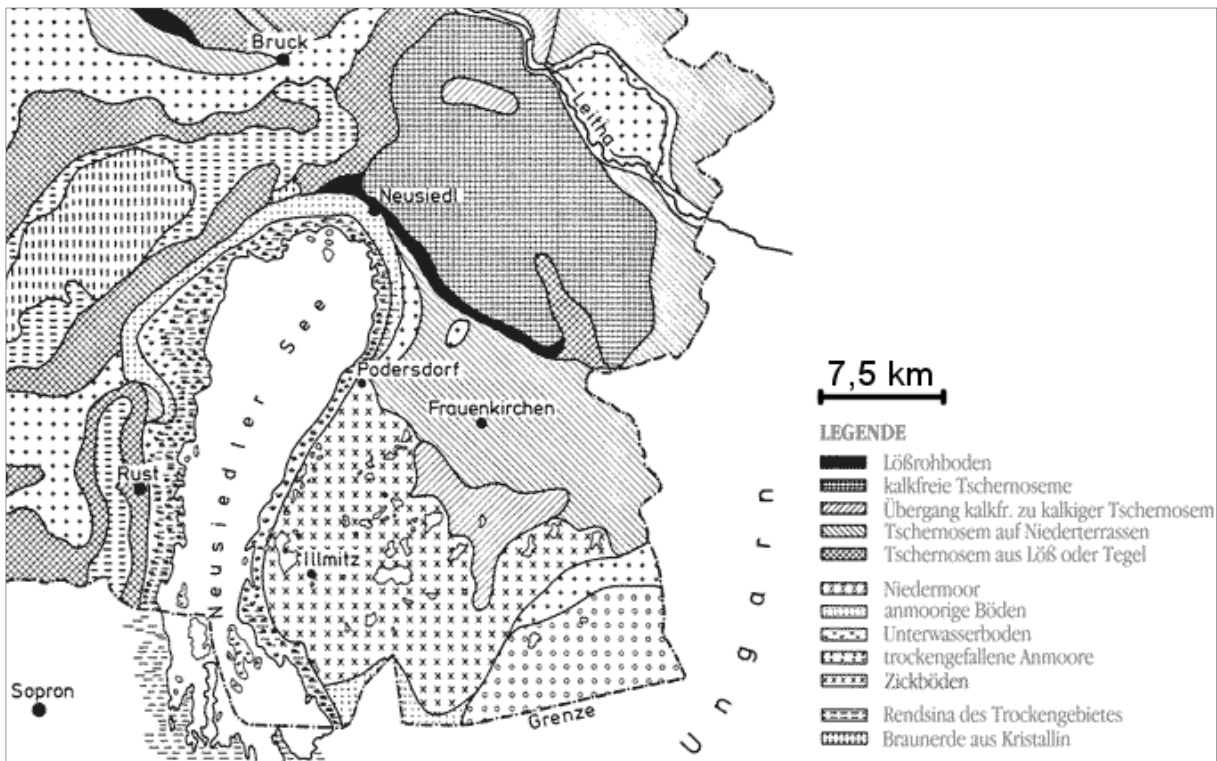 Bruck
Leitha
Neusiedl
Neusiedler See
Podersdorf
Frauenkirchen
Rust
Illmitz
Sopron
Grenze
Ungarn
7,5 km
LEGENDE
Lößrohboden
kalkfreie Tschernoseme
Übergang kalkfr. zu kalkiger Tschernosem
Tschernosem auf Niederterrassen
Tschernosem aus Löß oder Tegel
Niedermoor
anmoorige Böden
Unterwasserboden
trockengefallene Anmoore
Zickböden
Rendsina des Trockengebietes
Braunerde aus Kristallin